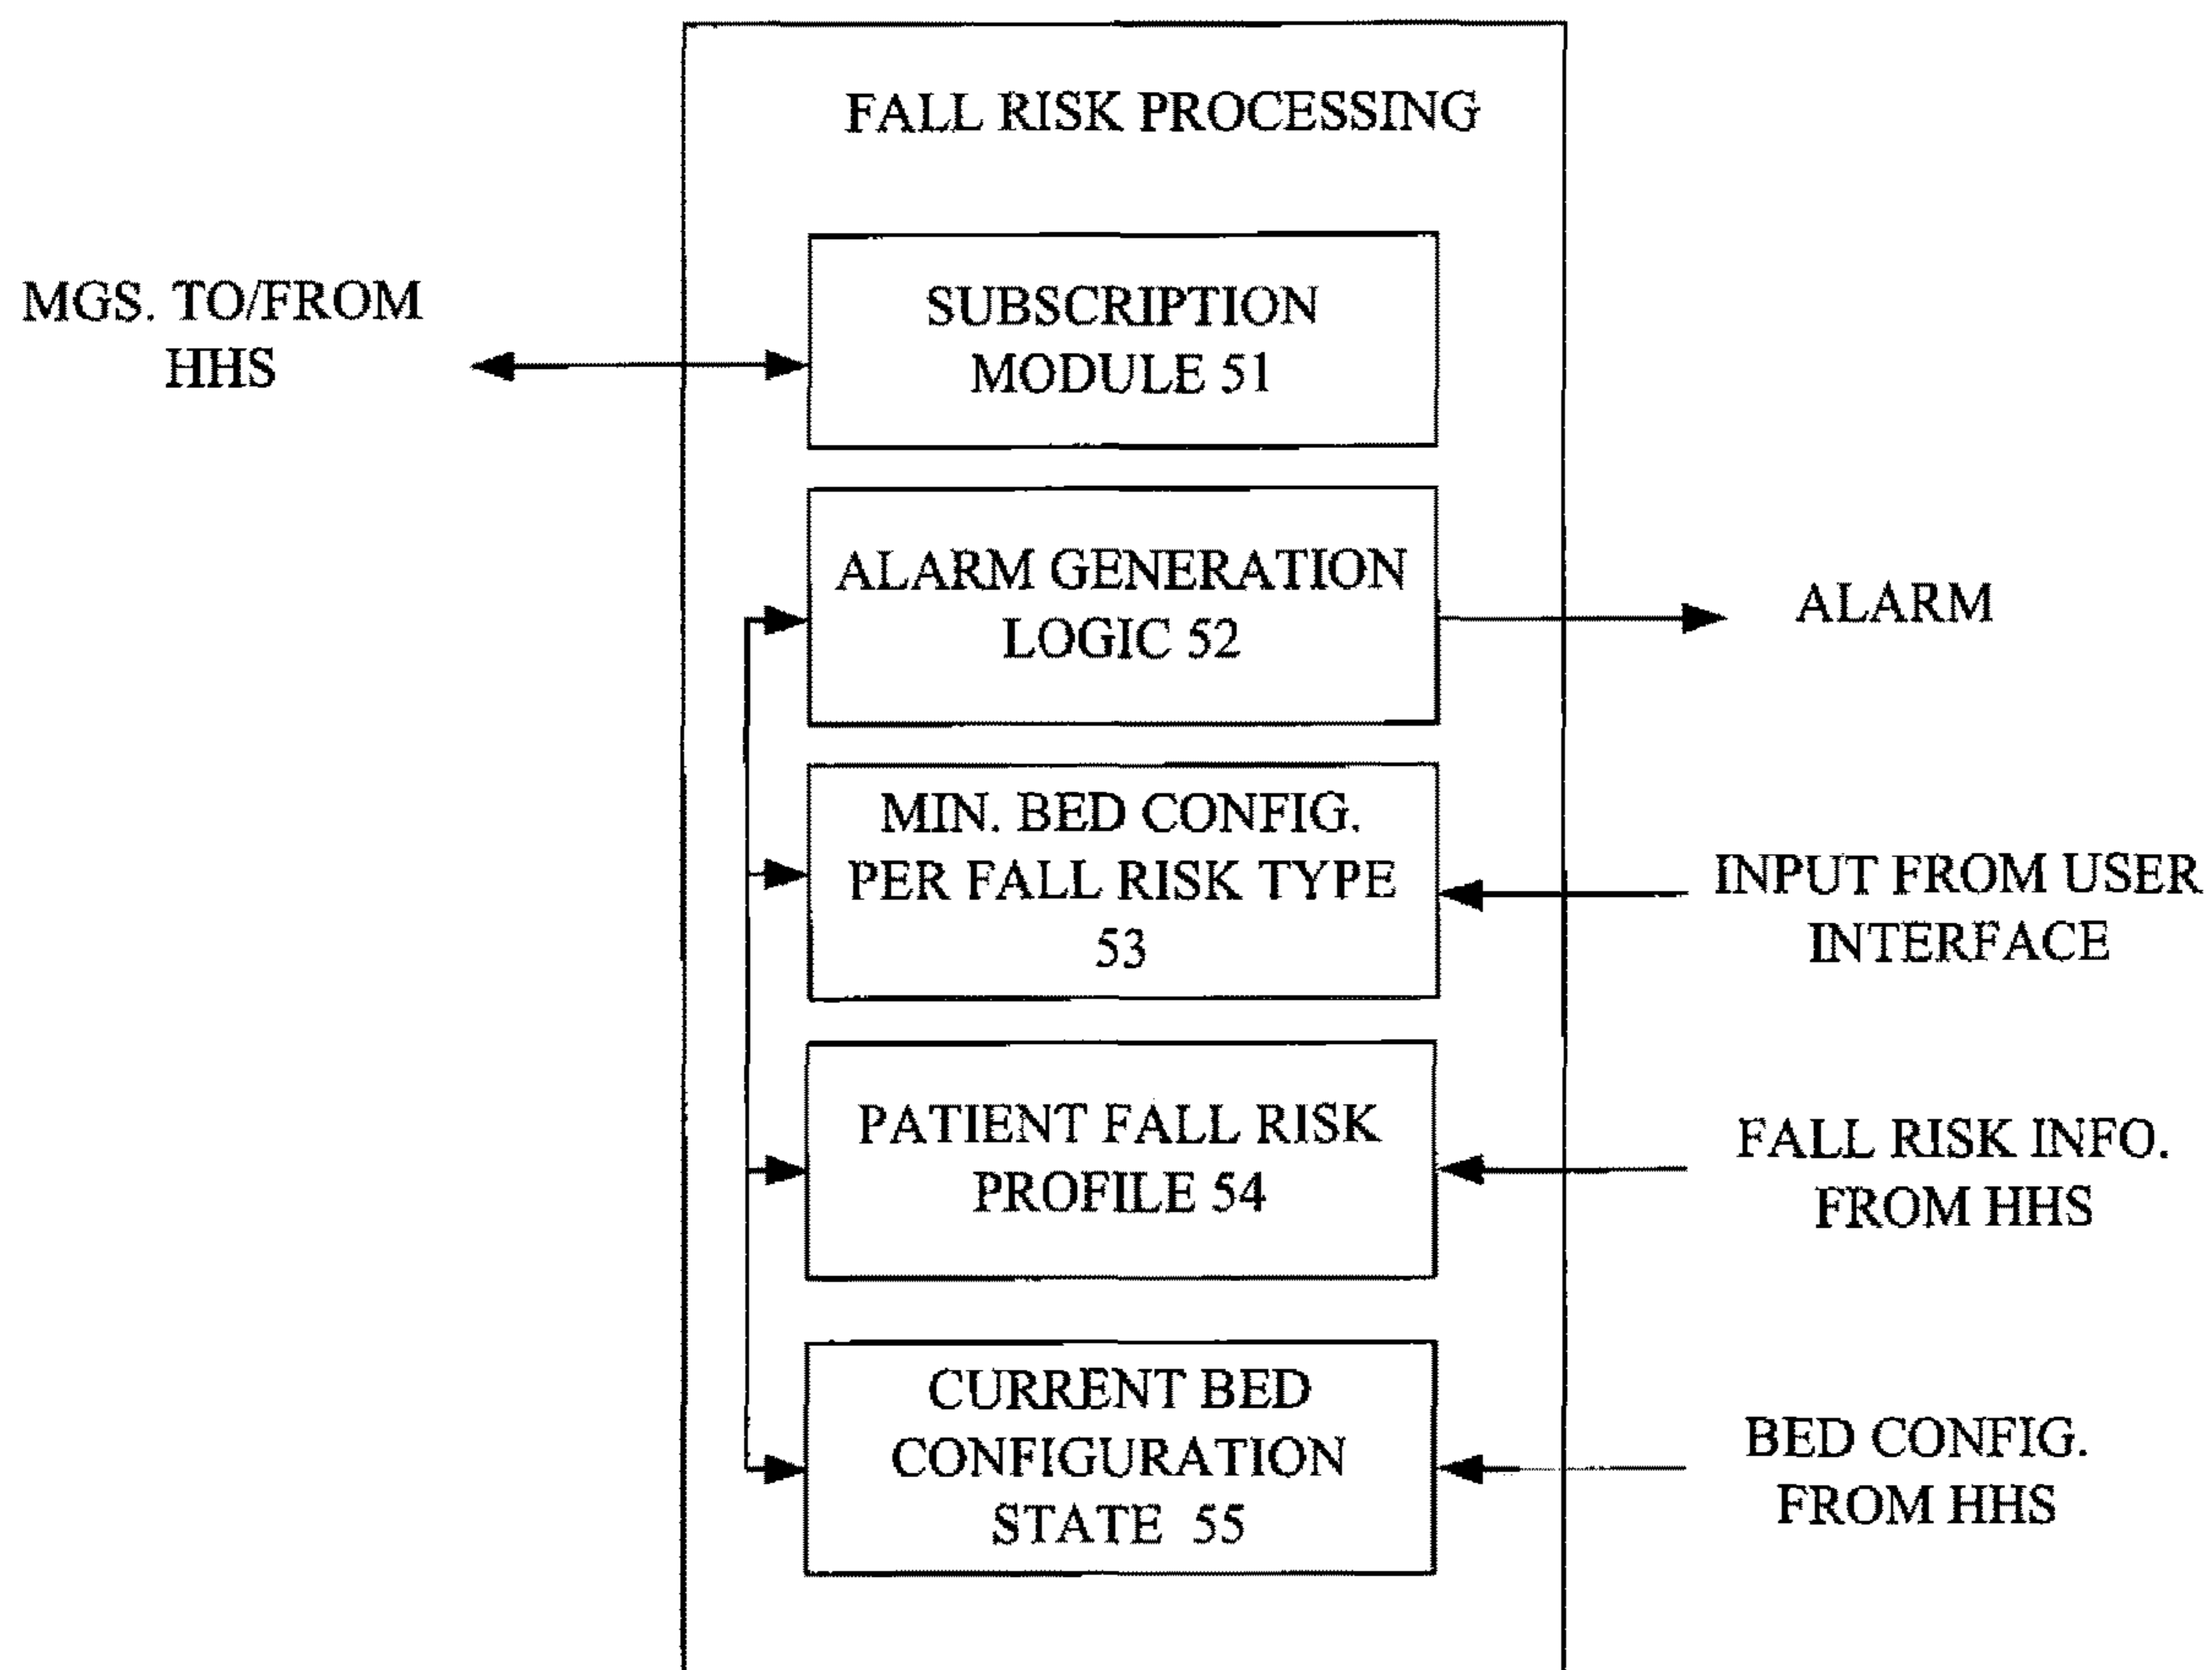 FALL RISK PROCESSING
MGS. TO/FROM
HHS
SUBSCRIPTION
MODULE 51
ALARM GENERATION
LOGIC 52
ALARM
MIN. BED CONFIG.
PER FALL RISK TYPE
53
INPUT FROM USER
INTERFACE
PATIENT FALL RISK
PROFILE 54
FALL RISK INFO.
FROM HHS
CURRENT BED
CONFIGURATION
STATE 55
BED CONFIG.
FROM HHS